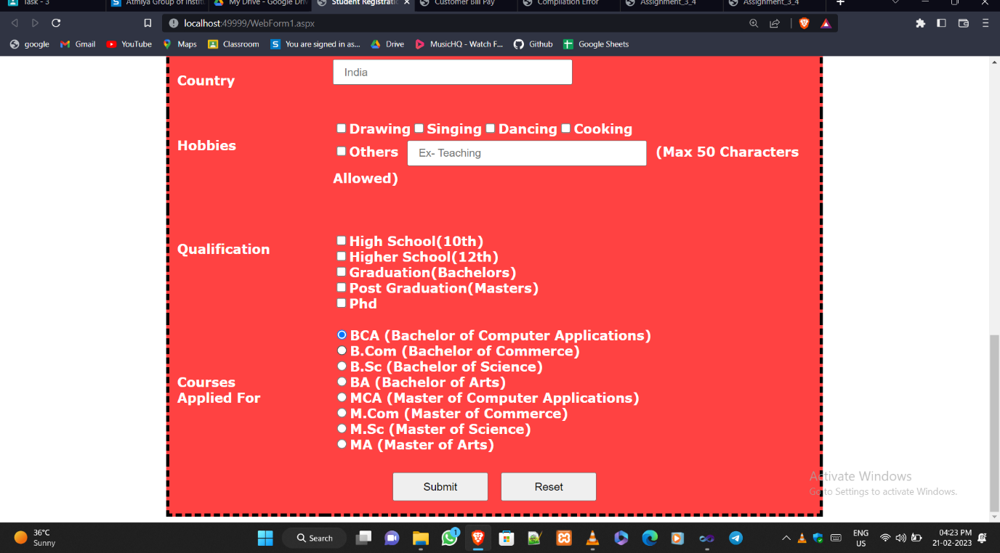 Task - 3
Atmiya Group of Institu
My Drive - Google Driv
Student Registratio
Customer Bill Pay
Compilation Error
Assignment_3_4
Assignment_3_4
localhost:49999/WebForm1.aspx
google
Gmail
YouTube
Maps
Classroom
You are signed in as...
Drive
MusicHQ - Watch F...
Github
Google Sheets
Country
India
Hobbies
Drawing Singing Dancing Cooking
Others Ex- Teaching (Max 50 Characters
Allowed)
Qualification
High School(10th)
Higher School(12th)
Graduation(Bachelors)
Post Graduation(Masters)
Phd
Courses
Applied For
BCA (Bachelor of Computer Applications)
B.Com (Bachelor of Commerce)
B.Sc (Bachelor of Science)
BA (Bachelor of Arts)
MCA (Master of Computer Applications)
M.Com (Master of Commerce)
M.Sc (Master of Science)
MA (Master of Arts)
Submit
Reset
Activate Windows
Go to Settings to activate Windows.
36°C
Sunny
Search
1
ENG
US
04:23 PM
21-02-2023